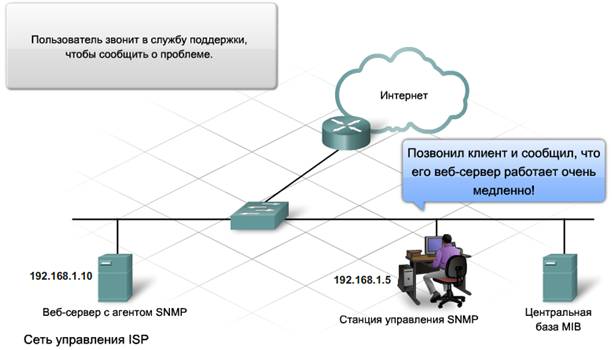 Пользователь звонит в службу поддержки,
чтобы сообщить о проблеме.
Интернет
Позвонил клиент и сообщил, что
его веб-сервер работает очень
медленно!
192.168.1.10
192.168.1.5
Веб-сервер с агентом SNMP
Станция управления SNMP
Центральная
база MIB
Сеть управления ISP